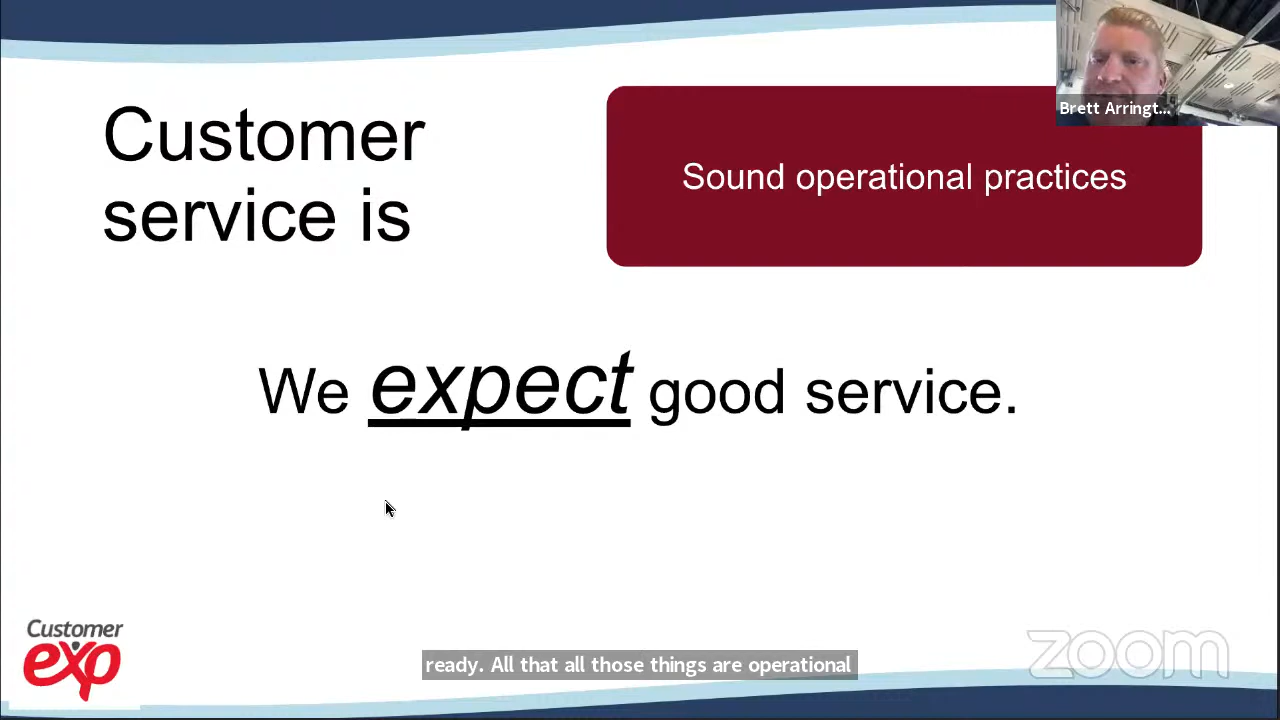 Customer
service is
Sound operational practices
Brett Arringt...
We expect good service.
Customer
exp
ready. All that all those things are operational
zoom